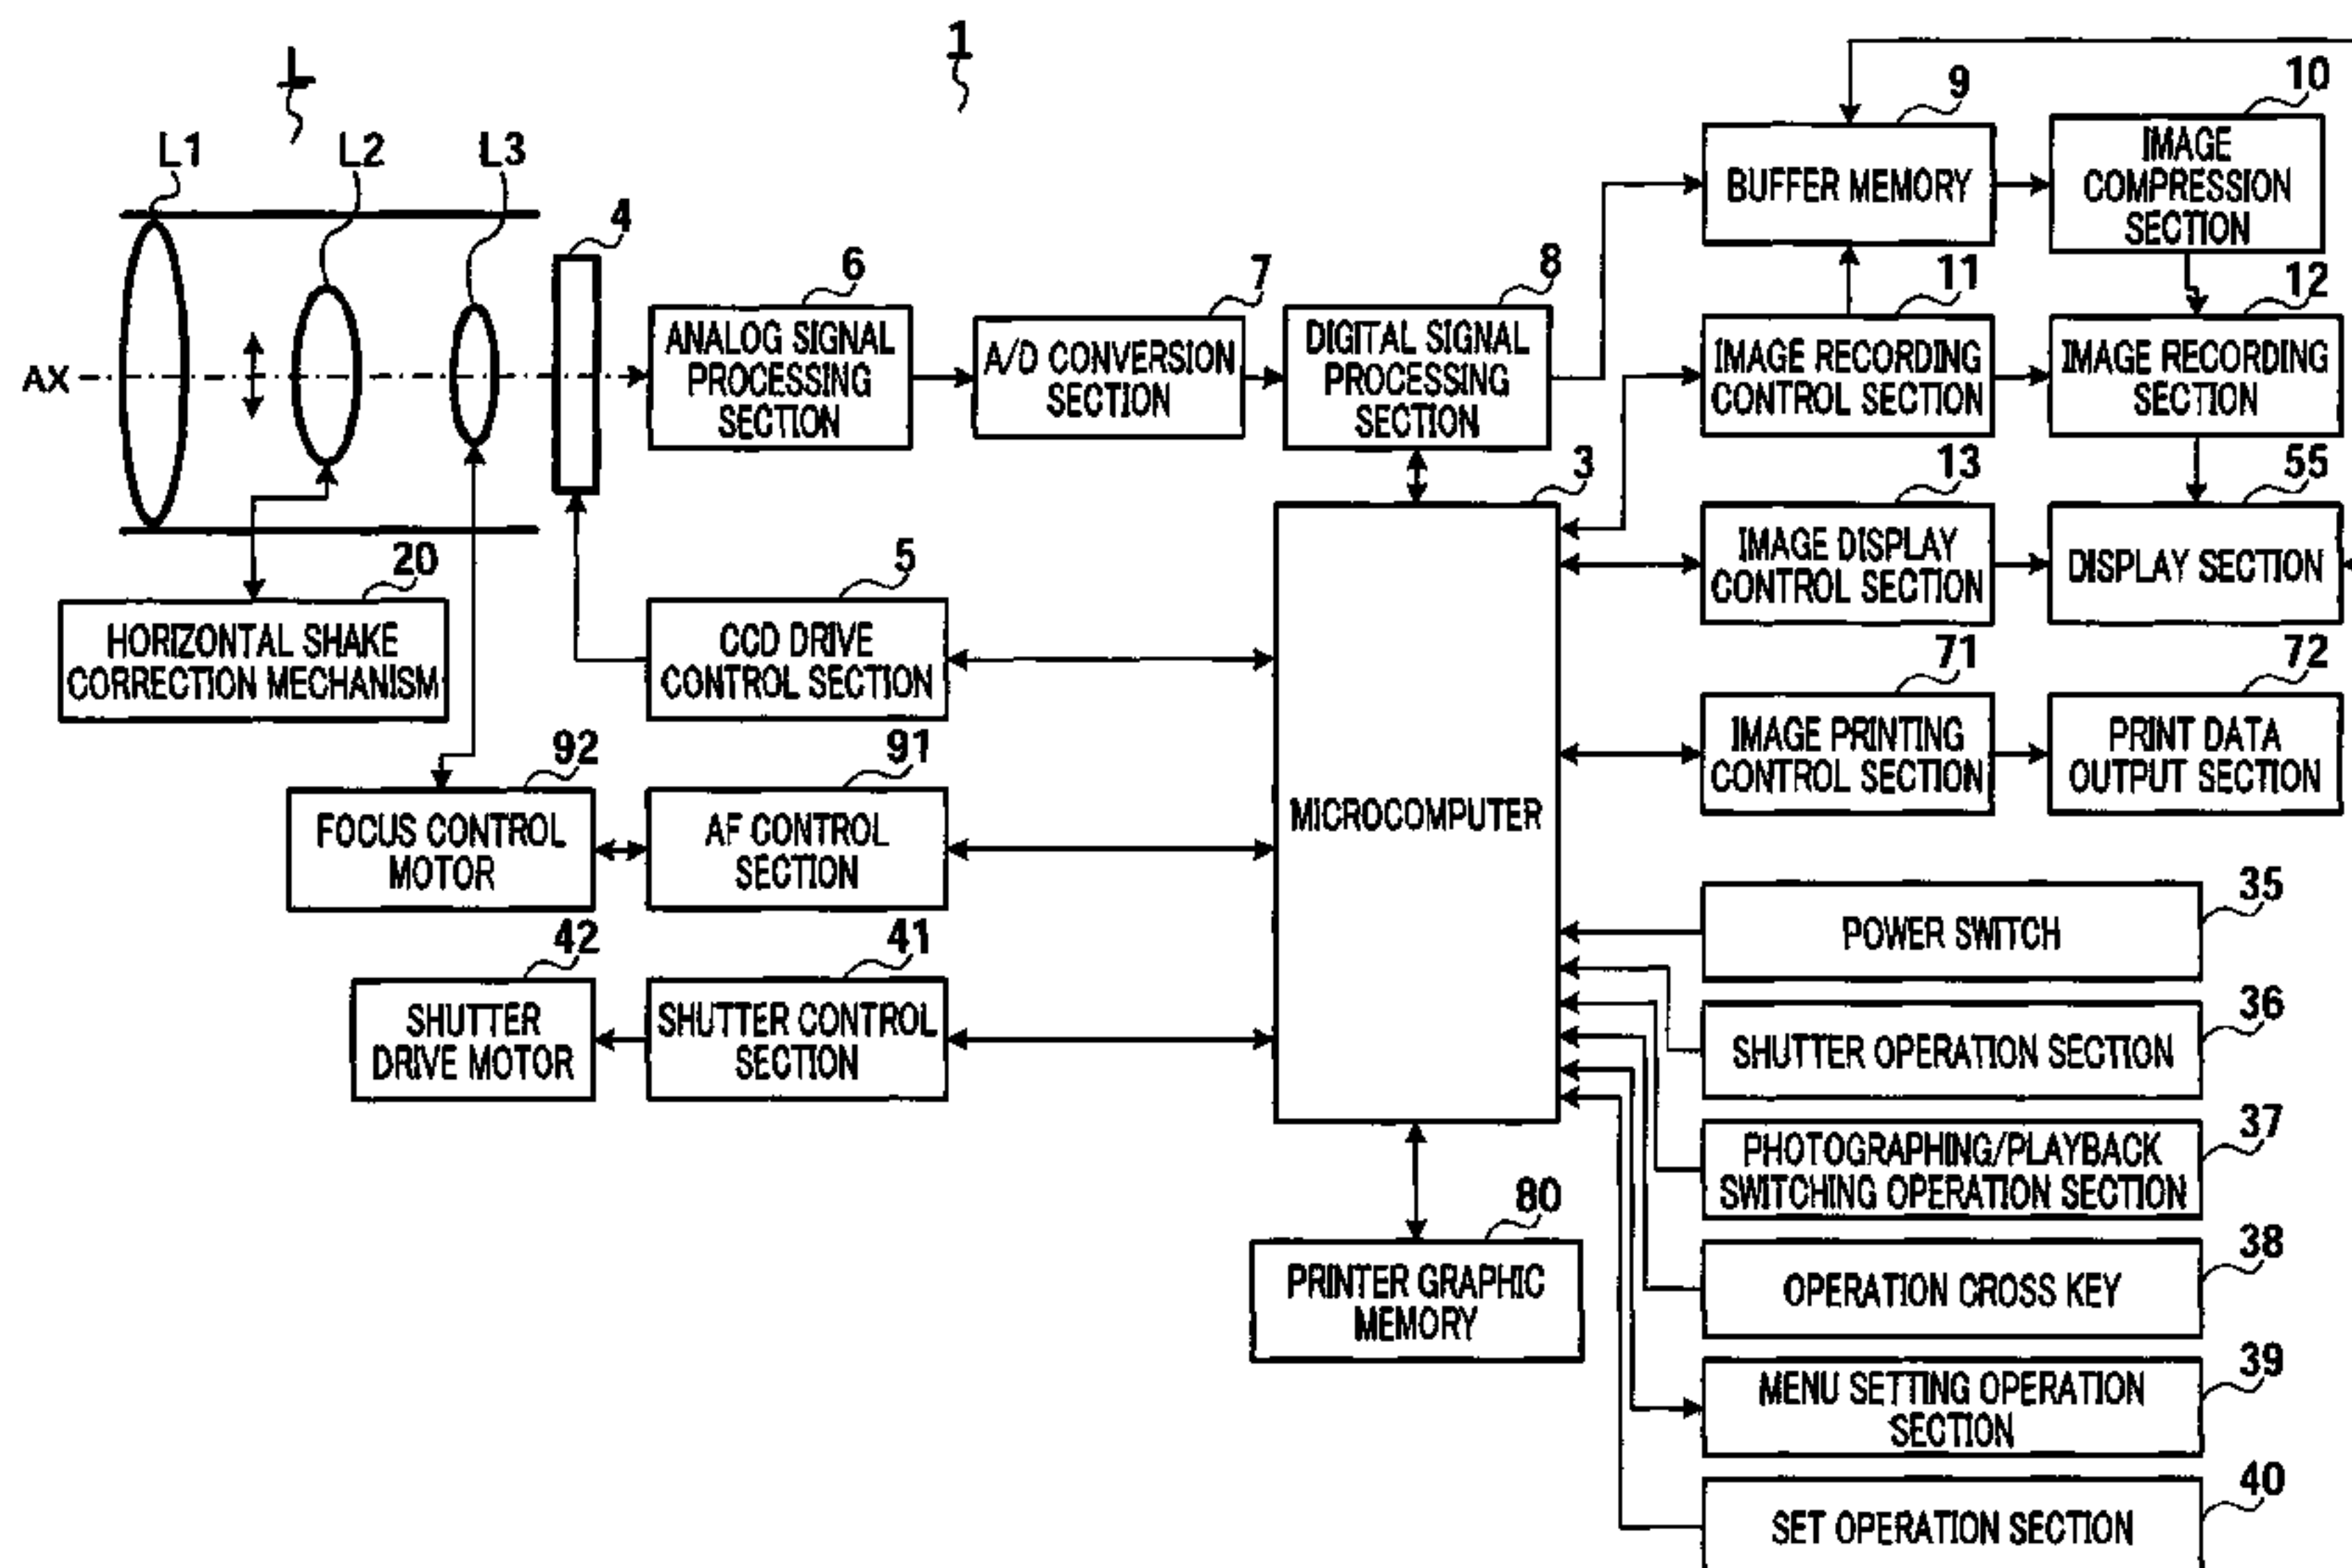 1
L
L1
L2
L3
AX
4
6
ANALOG SIGNAL
PROCESSING
SECTION
7
A/D CONVERSION
SECTION
8
DIGITAL SIGNAL
PROCESSING
SECTION
9
BUFFER MEMORY
10
IMAGE
COMPRESSION
SECTION
11
IMAGE RECORDING
CONTROL SECTION
12
IMAGE RECORDING
SECTION
13
IMAGE DISPLAY
CONTROL SECTION
55
DISPLAY SECTION
20
HORIZONTAL SHAKE
CORRECTION MECHANISM
5
CCD DRIVE
CONTROL SECTION
3
MICROCOMPUTER
71
IMAGE PRINTING
CONTROL SECTION
72
PRINT DATA
OUTPUT SECTION
92
FOCUS CONTROL
MOTOR
91
AF CONTROL
SECTION
42
SHUTTER
DRIVE MOTOR
41
SHUTTER CONTROL
SECTION
35
POWER SWITCH
36
SHUTTER OPERATION SECTION
37
PHOTOGRAPHING/PLAYBACK
SWITCHING OPERATION SECTION
80
PRINTER GRAPHIC
MEMORY
38
OPERATION CROSS KEY
39
MENU SETTING OPERATION
SECTION
40
SET OPERATION SECTION